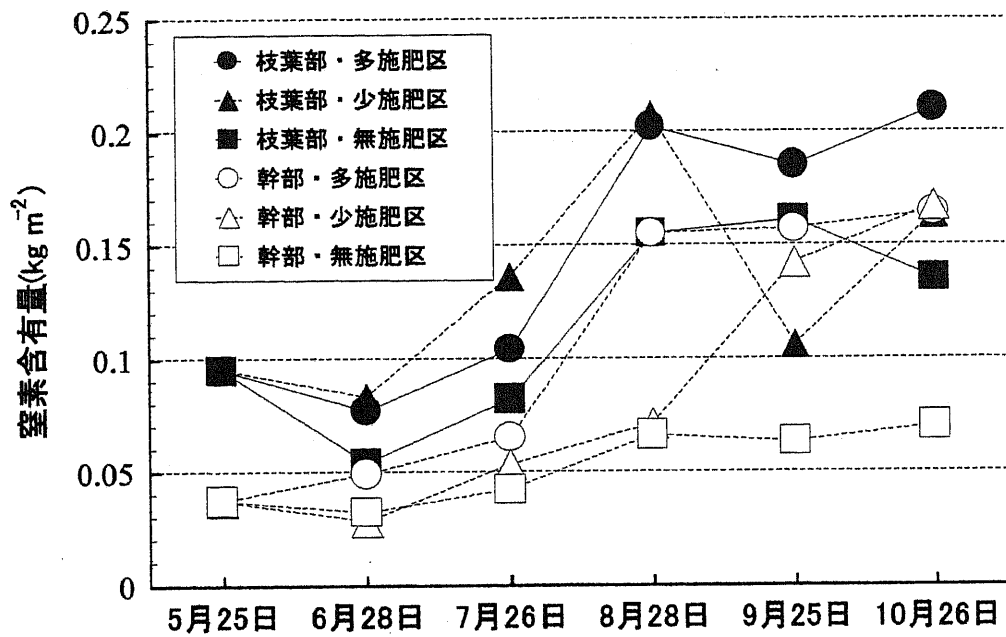 0.25
0.2
0.15
0.1
0.05
0
窒素含有量(kg m⁻²)
枝葉部・多施肥区
枝葉部・少施肥区
枝葉部・無施肥区
幹部・多施肥区
幹部・少施肥区
幹部・無施肥区
5月25日 6月28日 7月26日 8月28日 9月25日 10月26日